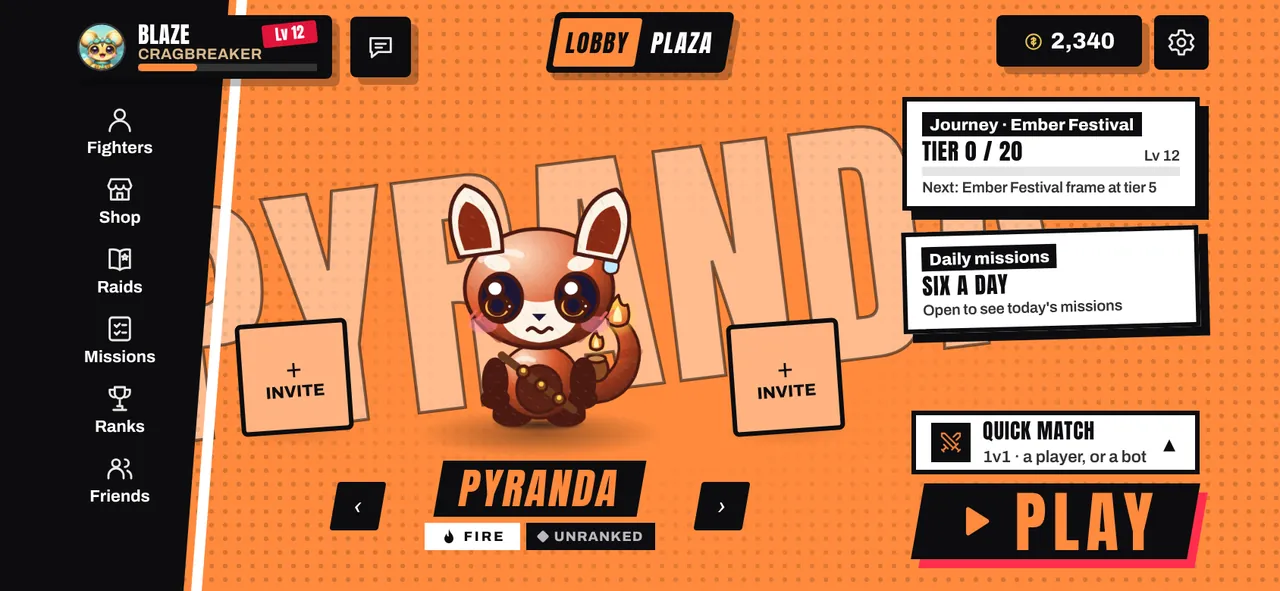 BLAZE
Lv 12
CRAGBREAKER
LOBBY
PLAZA
2,340
Fighters
Shop
Raids
Missions
Ranks
Friends
PYRANDA
Journey · Ember Festival
TIER 0 / 20
Lv 12
Next: Ember Festival frame at tier 5
Daily missions
SIX A DAY
Open to see today's missions
+
INVITE
+
INVITE
QUICK MATCH
1v1 · a player, or a bot
▲
‹
PYRANDA
›
FIRE
UNRANKED
PLAY